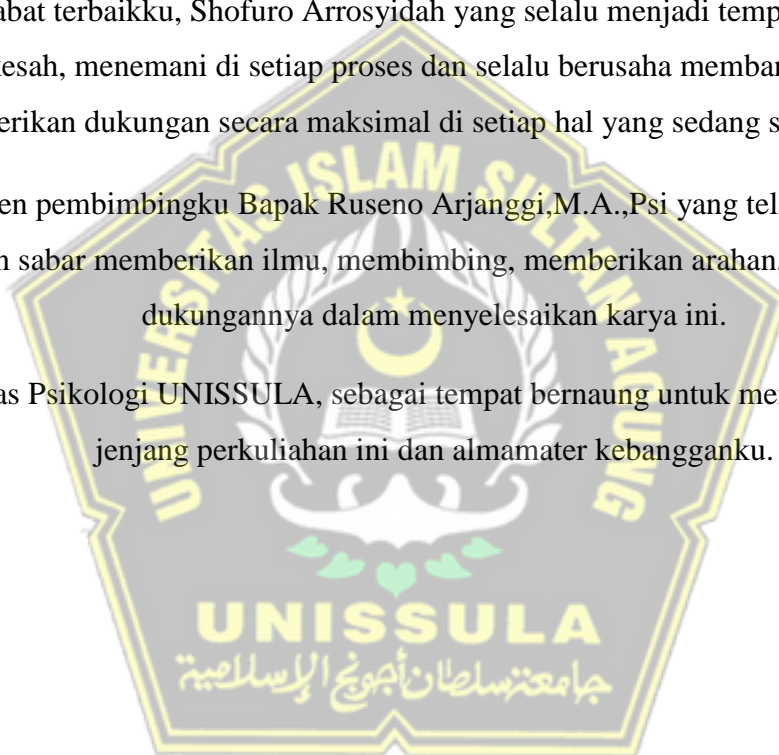 abat terbaikku, Shofuro Arrosyidah yang selalu menjadi temp
kesah, menemani di setiap proses dan selalu berusaha memban
erikan dukungan secara maksimal di setiap hal yang sedang s
en pembimbingku Bapak Ruseno Arjanggi,M.A.,Psi yang tel
n sabar memberikan ilmu, membimbing, memberikan arahan,
dukungannya dalam menyelesaikan karya ini.
as Psikologi UNISSULA, sebagai tempat bernaung untuk me
jenjang perkuliahan ini dan almamater kebangganku.
UNIVERSITAS ISLAM SULTAN AGUNG
UNISSULA
جامعة سلطان أجونج الإسلامية